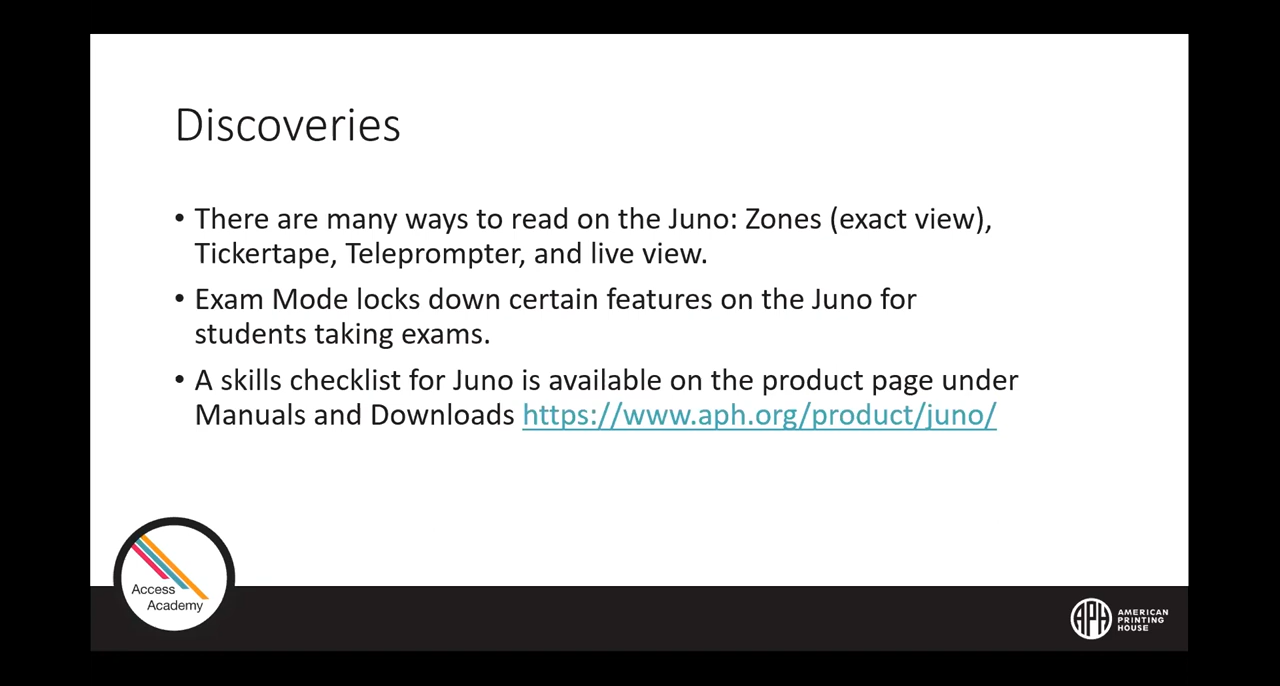 Discoveries
• There are many ways to read on the Juno: Zones (exact view),
Tickertape, Teleprompter, and live view.
• Exam Mode locks down certain features on the Juno for
students taking exams.
• A skills checklist for Juno is available on the product page under
Manuals and Downloads https://www.aph.org/product/juno/
Access
Academy
APH
AMERICAN
PRINTING
HOUSE